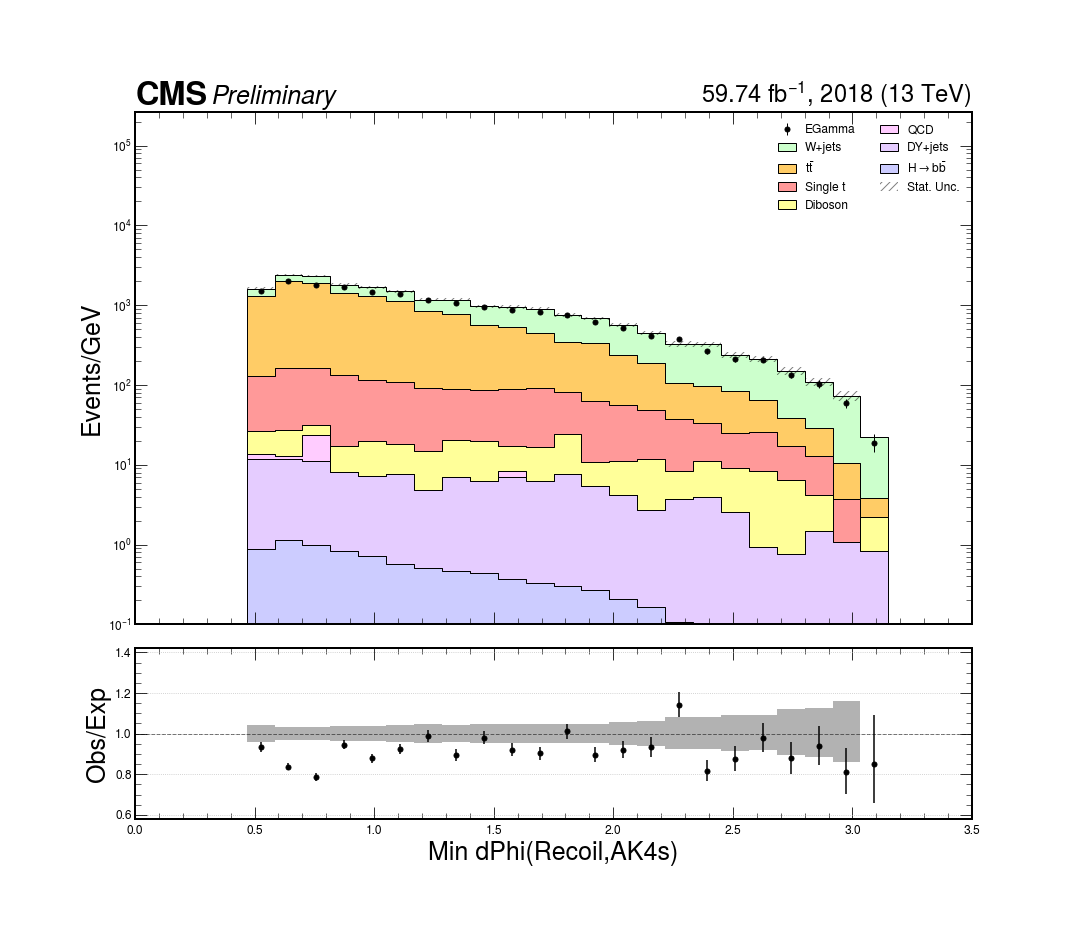 CMS Preliminary
59.74 fb⁻¹, 2018 (13 TeV)
EGamma
W+jets
tt̄
Single t
Diboson
QCD
DY+jets
H→bb̄
Stat. Unc.
Events/GeV
10⁵
10⁴
10³
10²
10¹
10⁰
10⁻¹
Obs/Exp
1.4
1.2
1.0
0.8
0.6
0.0 0.5 1.0 1.5 2.0 2.5 3.0 3.5
Min dPhi(Recoil,AK4s)